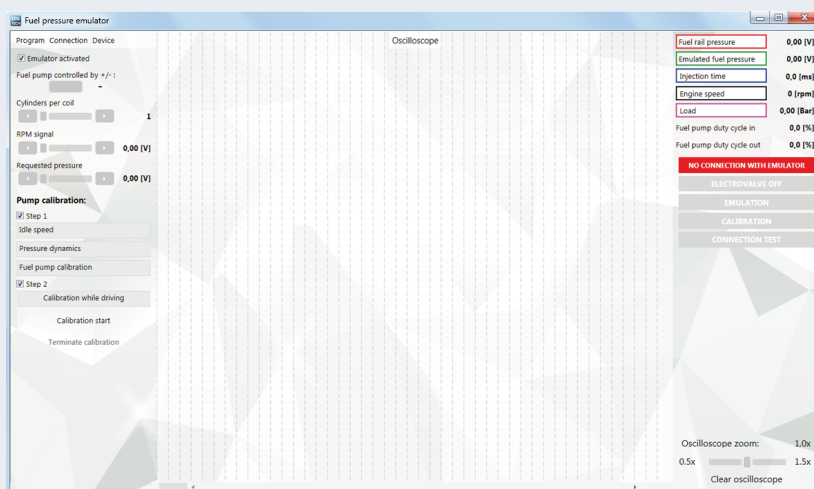 Fuel pressure emulator
Program Connection Device
Emulator activated
Fuel pump controlled by +/- :
-
Cylinders per coil
1
RPM signal
0,00 [V]
Requested pressure
0,00 [V]
Pump calibration:
Step 1
Idle speed
Pressure dynamics
Fuel pump calibration
Step 2
Calibration while driving
Calibration start
Terminate calibration
Oscilloscope
Fuel rail pressure 0,00 [V]
Emulated fuel pressure 0,00 [V]
Injection time 0,0 [ms]
Engine speed 0 [rpm]
Load 0,00 [Bar]
Fuel pump duty cycle in 0,0 [%]
Fuel pump duty cycle out 0,0 [%]
NO CONNECTION WITH EMULATOR
ELECTROVALVE OFF
EMULATION
CALIBRATION
CONNECTION TEST
Oscilloscope zoom: 1,0x
0.5x 1.5x
Clear oscilloscope